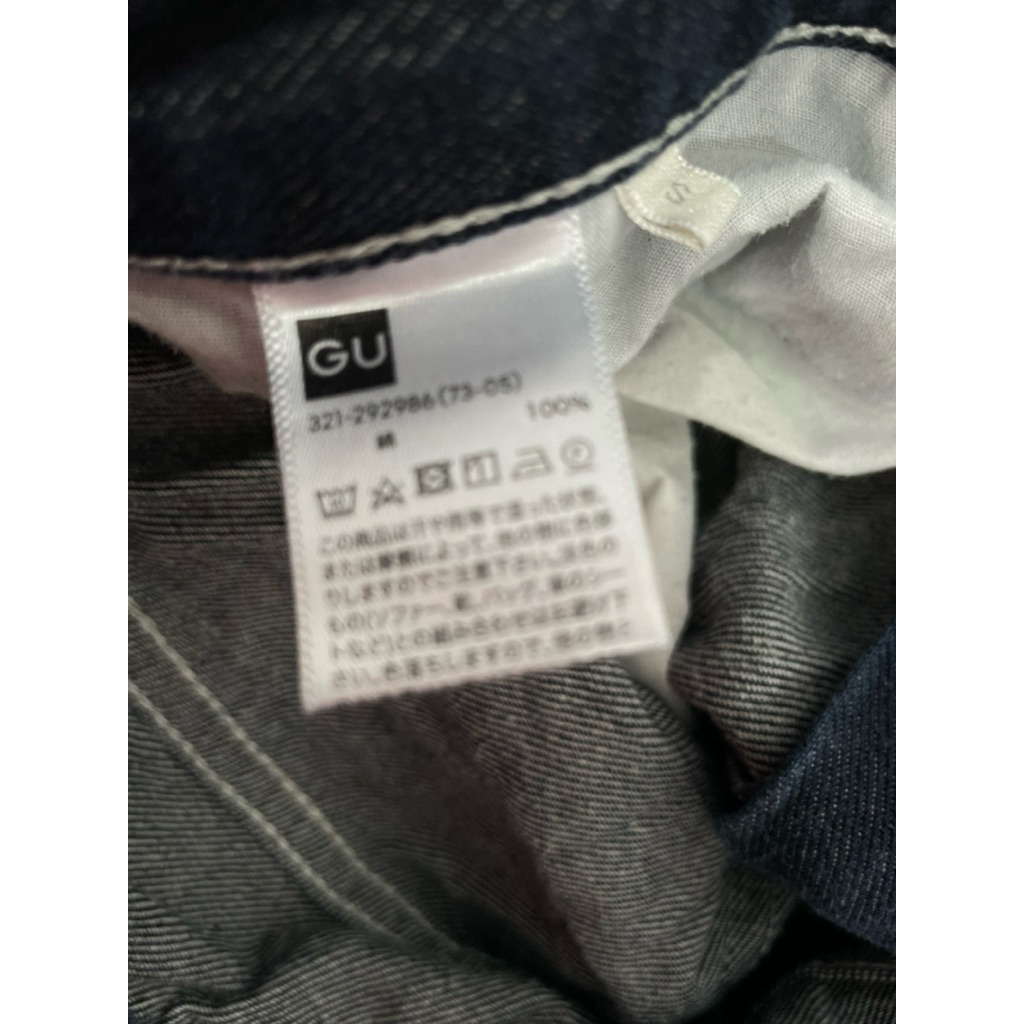 S
GU
321-292986(73-05)
綿 100%
この商品は汗や雨等で湿った状態、
または摩擦によって、他の物に色移
りしますのでご注意下さい。淡色の
もの(ソファー、靴、バッグ、車のシー
トなど)との組み合わせはお避け下
さい。色落ちしますので、他の物と